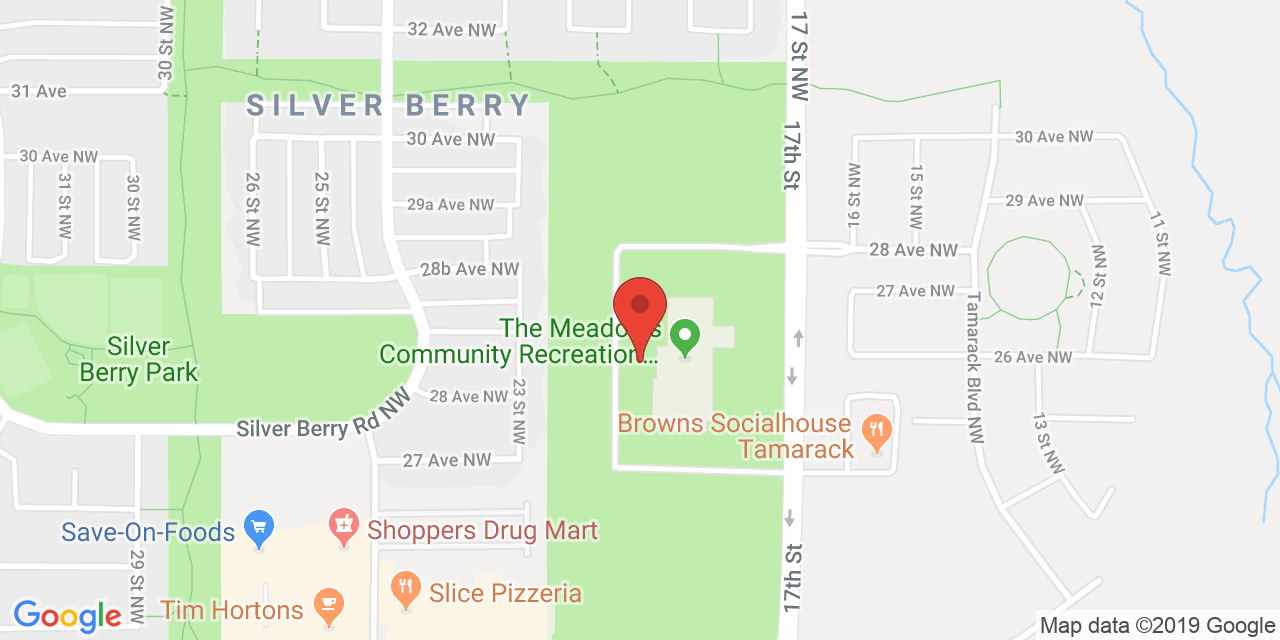 32 Ave NW
30 St NW
17 St NW
31 Ave
SILVER BERRY
30 Ave NW
17th St
30 Ave NW
30 Ave NW
31 St NW
30 St NW
26 St NW
25 St NW
29a Ave NW
16 St NW
15 St NW
29 Ave NW
11 St NW
28 Ave NW
28b Ave NW
27 Ave NW
12 St NW
Tamarack Blvd NW
The Meadows
Community Recreation...
Silver
Berry Park
26 Ave NW
28 Ave NW
23 St NW
Silver Berry Rd NW
Browns Socialhouse
Tamarack
13 St NW
27 Ave NW
Save-On-Foods
Shoppers Drug Mart
29 St NW
17th St
Slice Pizzeria
Tim Hortons
Google
Map data ©2019 Google